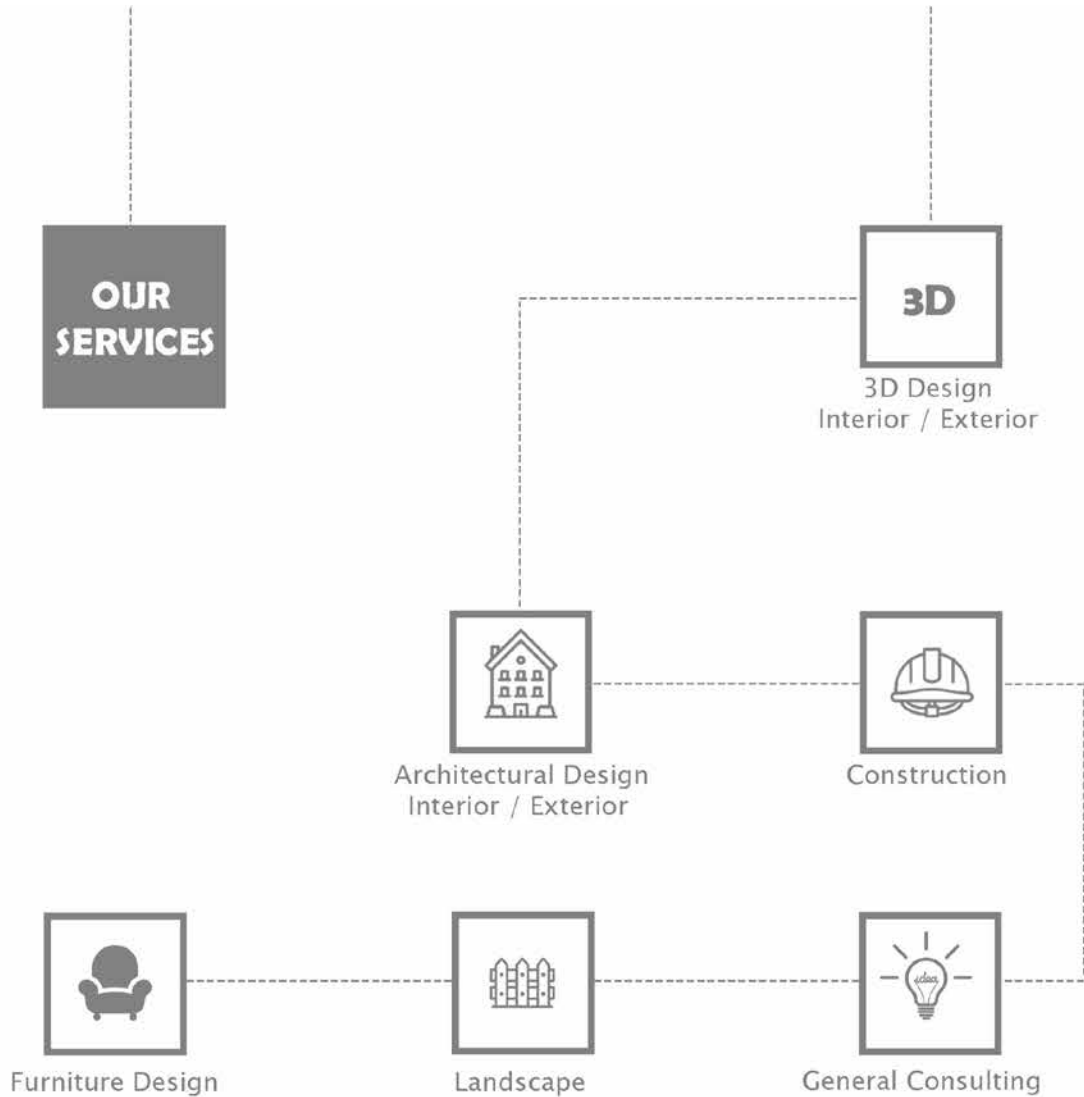 OUR
SERVICES
3D
3D Design
Interior / Exterior
Architectural Design
Interior / Exterior
Construction
Furniture Design
Landscape
idea
General Consulting